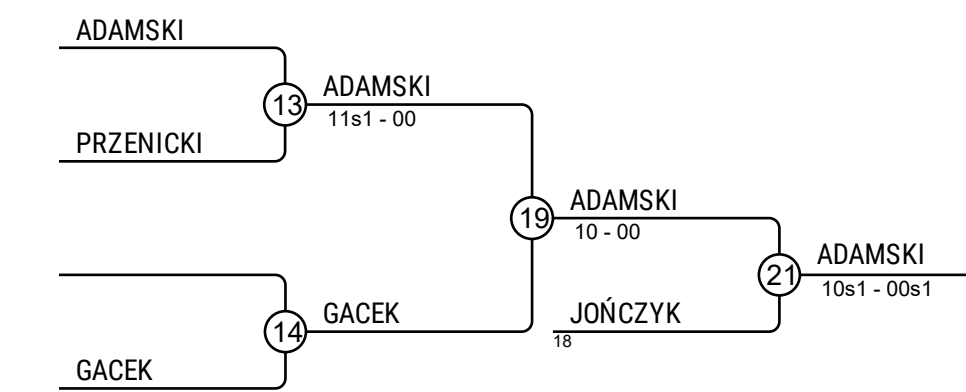 ADAMSKI
13
ADAMSKI
11s1 - 00
PRZENICKI
19
ADAMSKI
10 - 00
21
ADAMSKI
10s1 - 00s1
14
GACEK
JOŃCZYK
18
GACEK